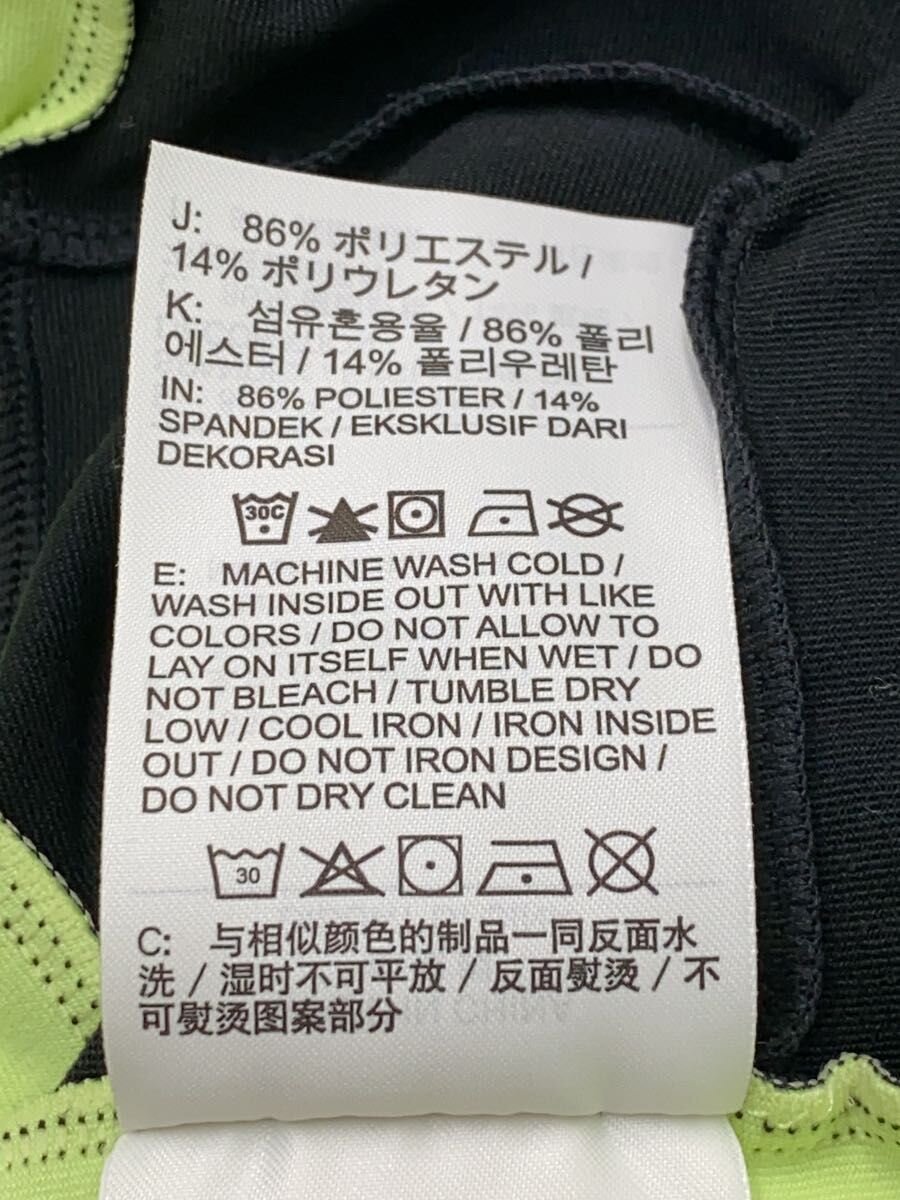 J: 86% ポリエステル /
14% ポリウレタン
K: 섬유혼용율 / 86% 폴리
에스터 / 14% 폴리우레탄
IN: 86% POLIESTER / 14%
SPANDEK / EKSKLUSIF DARI
DEKORASI
30C
E: MACHINE WASH COLD /
WASH INSIDE OUT WITH LIKE
COLORS / DO NOT ALLOW TO
LAY ON ITSELF WHEN WET / DO
NOT BLEACH / TUMBLE DRY
LOW / COOL IRON / IRON INSIDE
OUT / DO NOT IRON DESIGN /
DO NOT DRY CLEAN
30
C: 与相似颜色的制品一同反面水
洗 / 湿时不可平放 / 反面熨烫 / 不
可熨烫图案部分